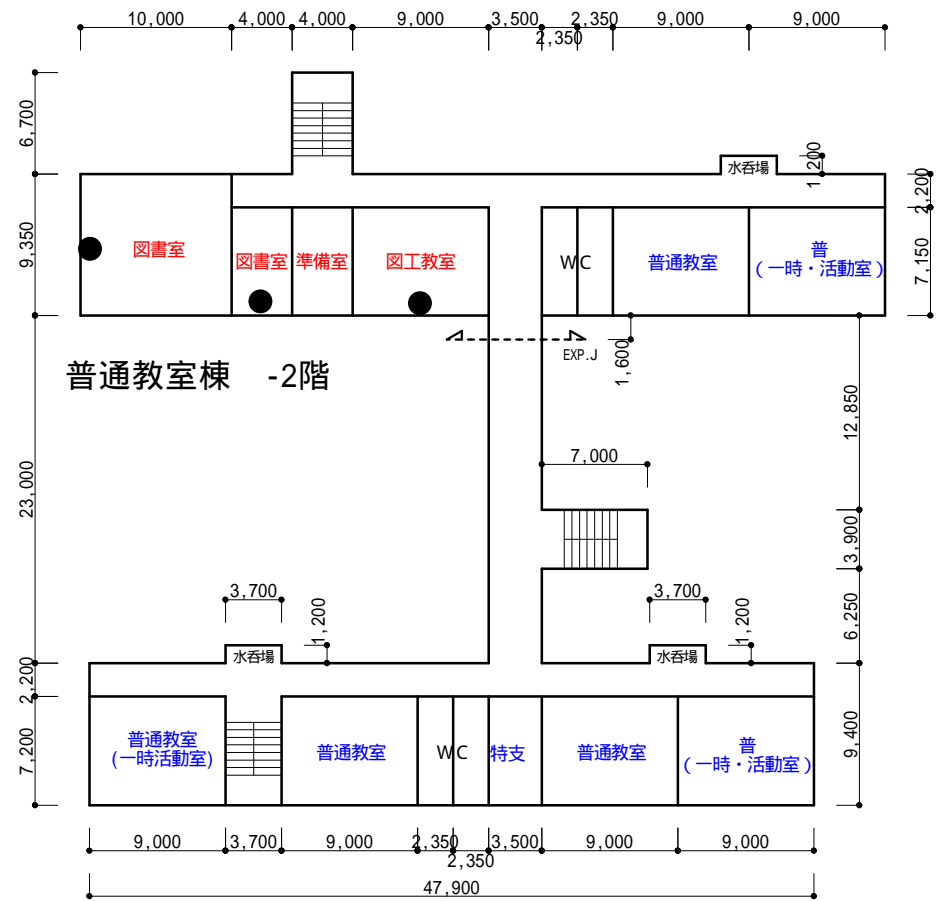 10,000 4,000 4,000 9,000 3,500 2,350 9,000 9,000
2,350
6,700
水呑場
1,200
2,200
9,350
図書室
図書室 準備室 図工教室
WC
普通教室
普
(一時・活動室)
7,150
EXP.J
1,600
普通教室棟 -2階
12,850
7,000
23,000
3,900
3,700
1,200
3,700
1,200
6,250
水呑場
水呑場
2,200
7,200
普通教室
(一時活動室)
普通教室
WC
特支
普通教室
普
(一時・活動室)
9,400
9,000 3,700 9,000 2,350 3,500 9,000 9,000
2,350
47,900